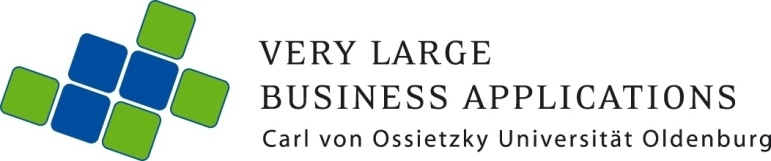 VERY LARGE
BUSINESS APPLICATIONS
Carl von Ossietzky Universität Oldenburg